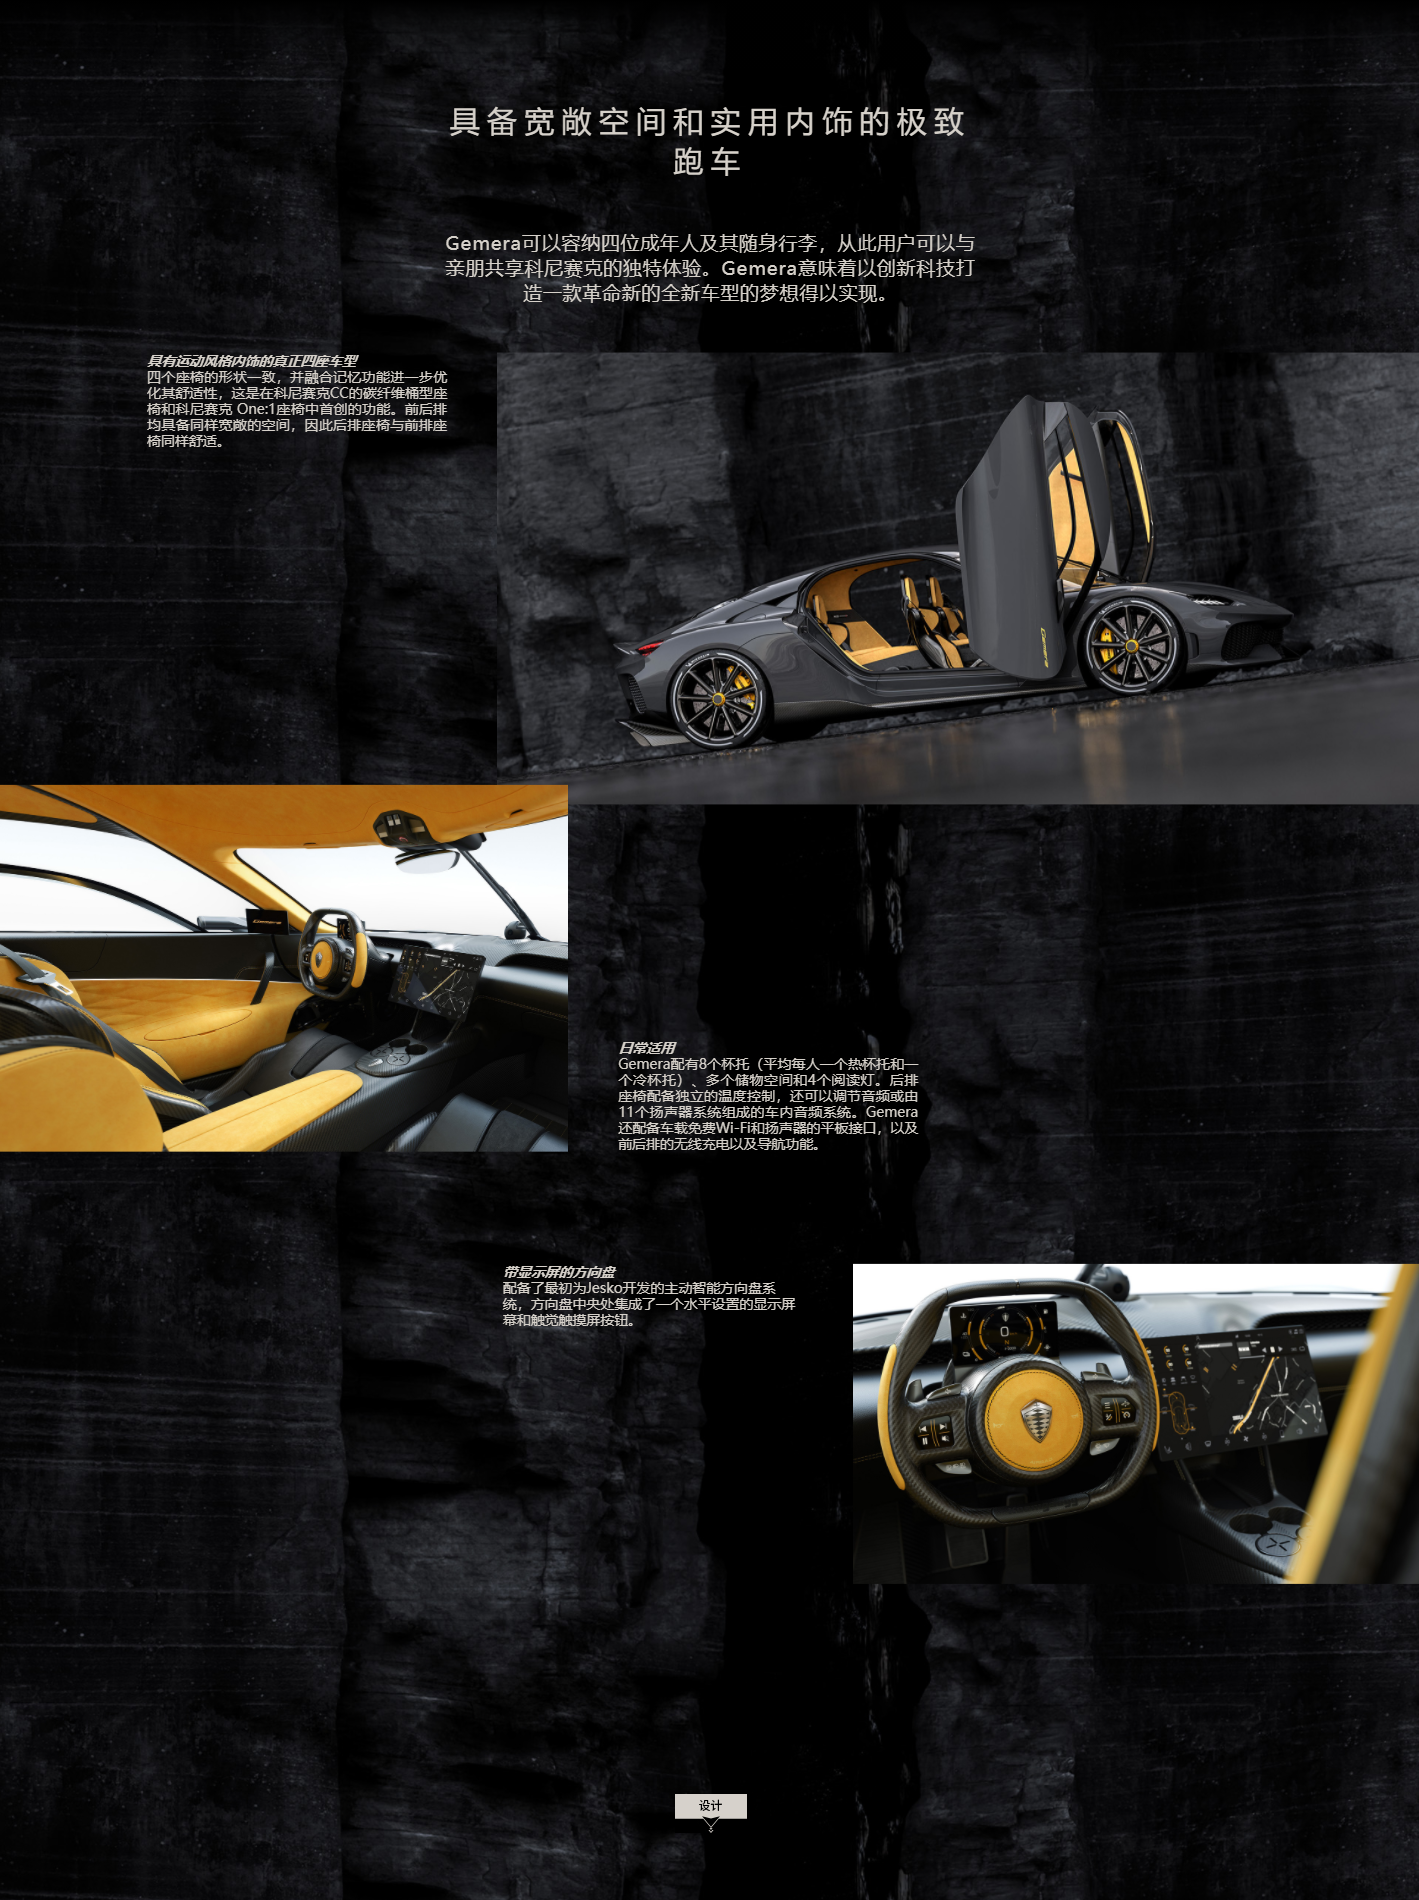 具备宽敞空间和实用内饰的极致
跑车
Gemera可以容纳四位成年人及其随身行李，从此用户可以与
亲朋共享科尼赛克的独特体验。Gemera意味着以创新科技打
造一款革命新的全新车型的梦想得以实现。
具有运动风格内饰的真正四座车型
四个座椅的形状一致，并融合记忆功能进一步优
化其舒适性，这是在科尼赛克CC的碳纤维桶型座
椅和科尼赛克 One:1座椅中首创的功能。前后排
均具备同样宽敞的空间，因此后排座椅与前排座
椅同样舒适。
Gemera
Gemera
日常适用
Gemera配有8个杯托（平均每人一个热杯托和一
个冷杯托）、多个储物空间和4个阅读灯。后排
座椅配备独立的温度控制，还可以调节音频或由
11个扬声器系统组成的车内音频系统。Gemera
还配备车载免费Wi-Fi和扬声器的平板接口，以及
前后排的无线充电以及导航功能。
带显示屏的方向盘
配备了最初为Jesko开发的主动智能方向盘系
统，方向盘中央处集成了一个水平设置的显示屏
幕和触觉触摸屏按钮。
0
N
设计